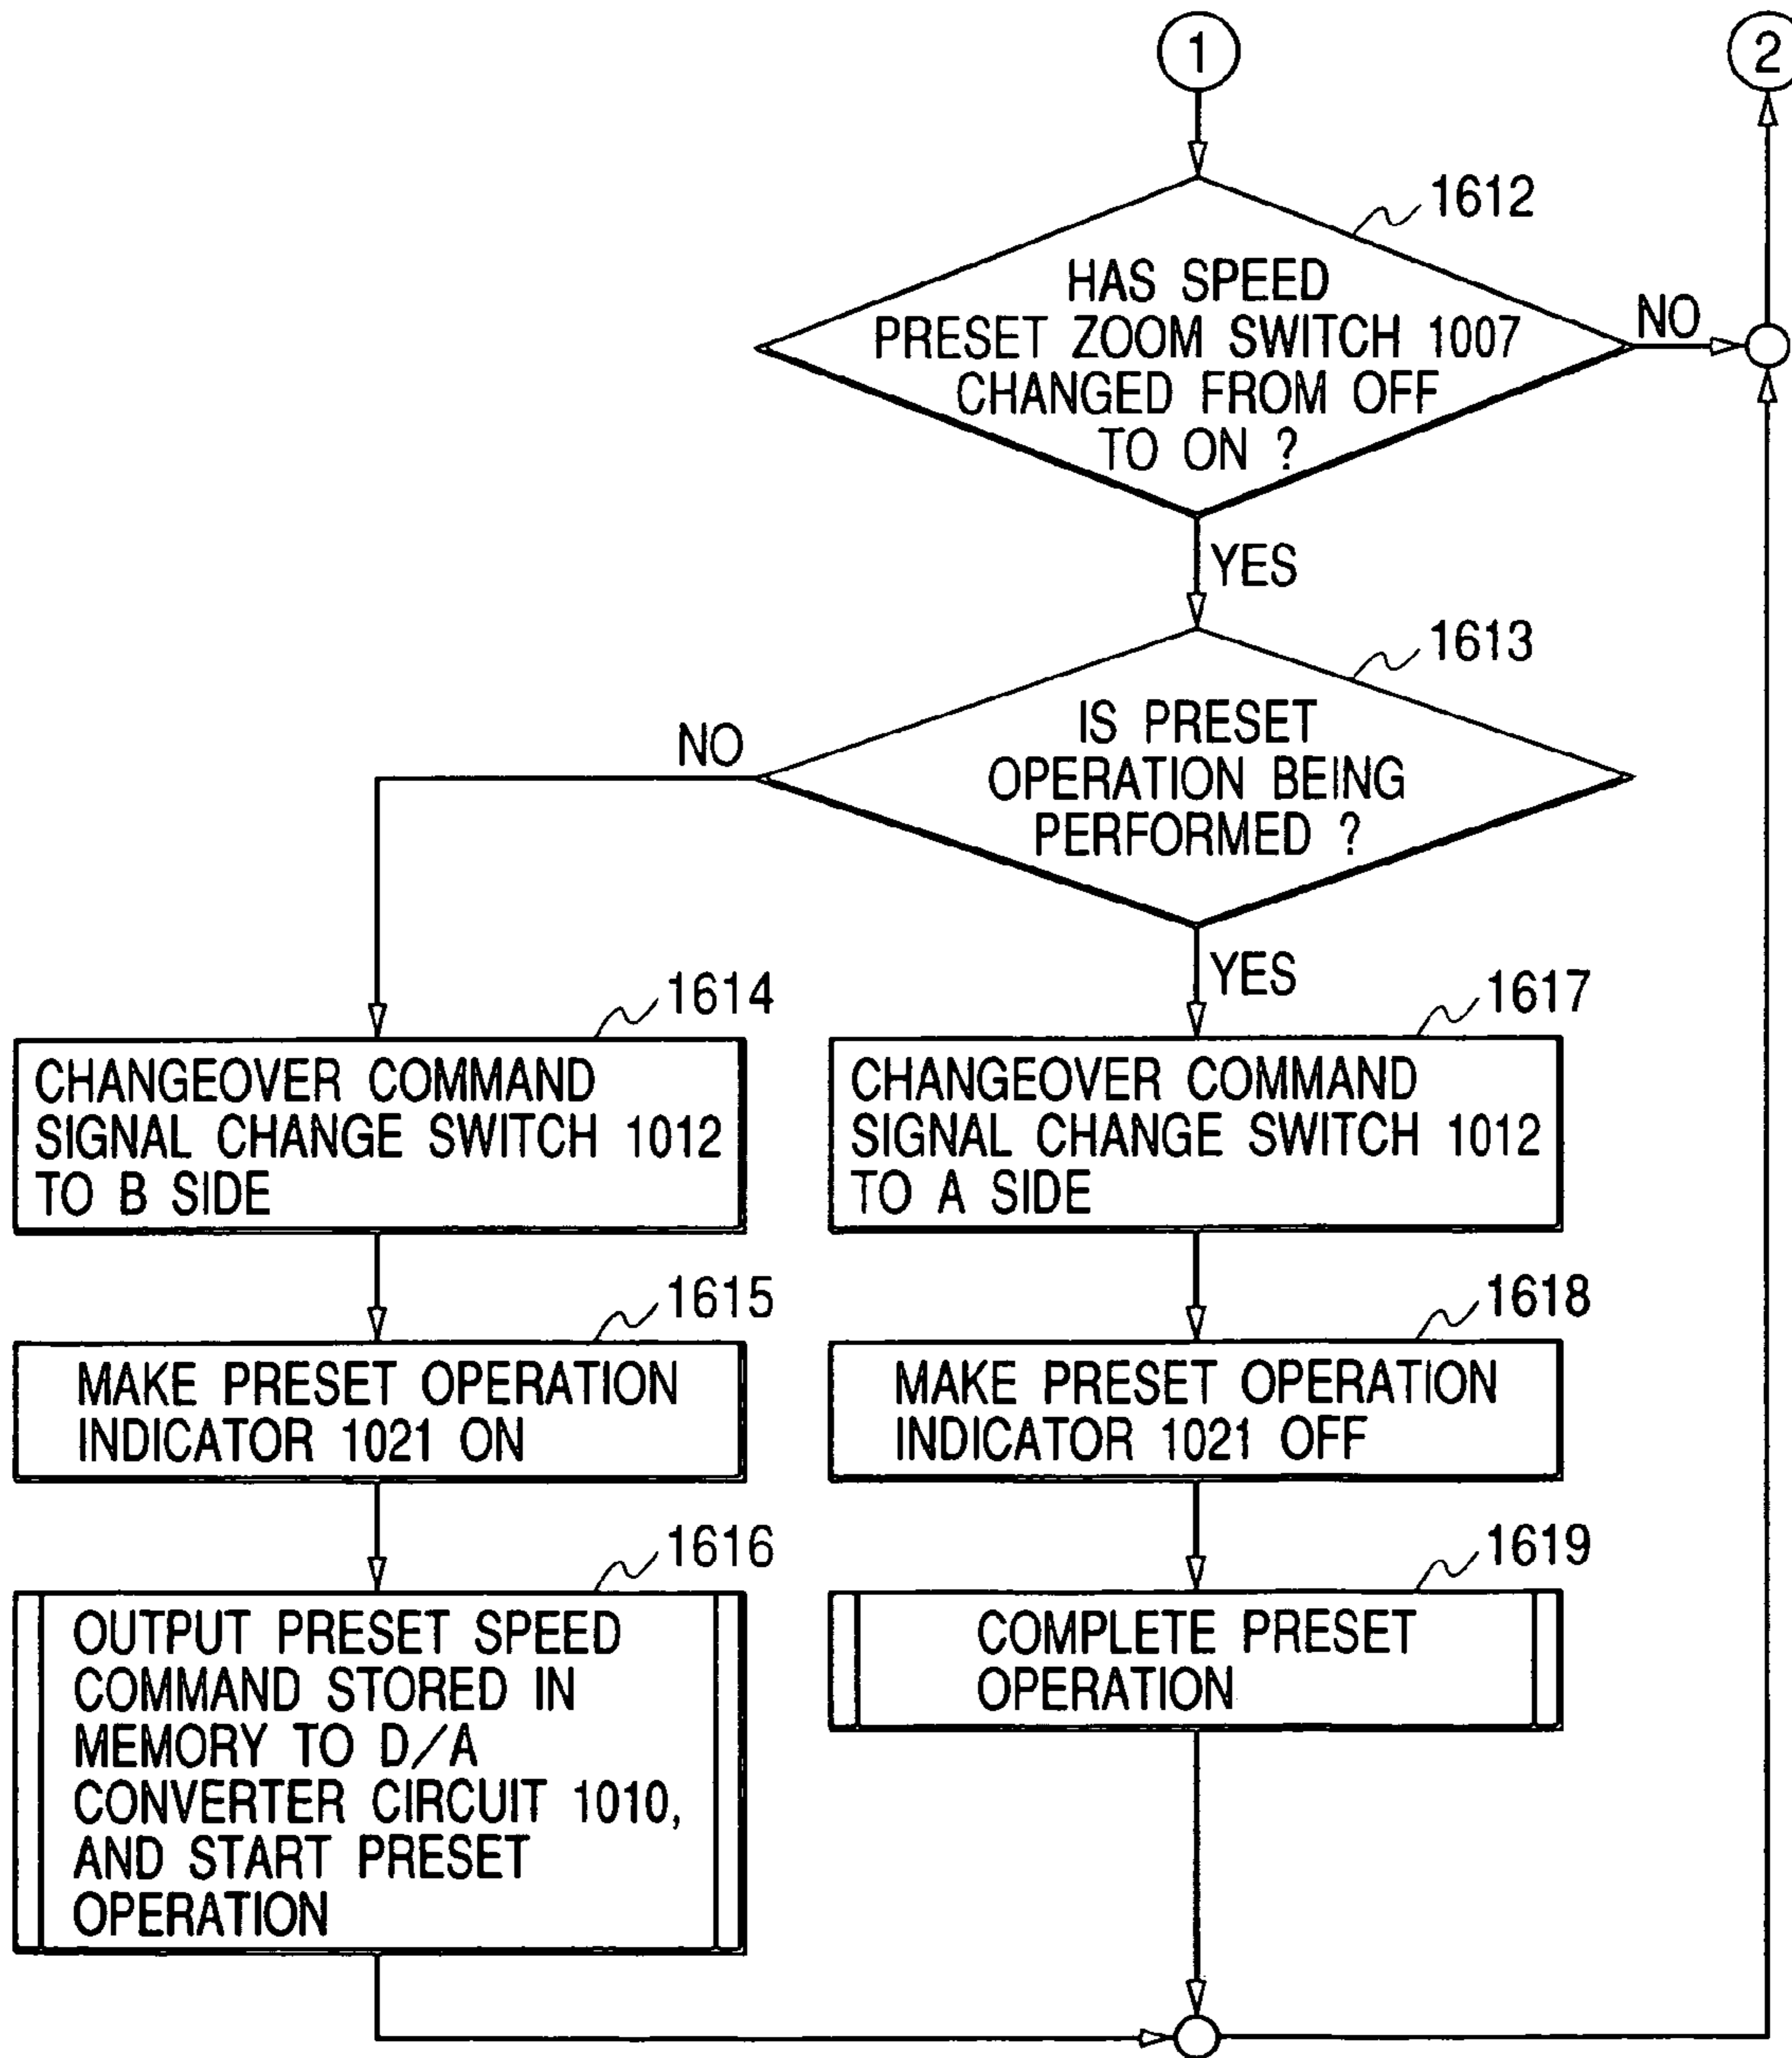 1
2
1612
HAS SPEED
PRESET ZOOM SWITCH 1007
CHANGED FROM OFF
TO ON ?
NO
YES
1613
IS PRESET
OPERATION BEING
PERFORMED ?
NO
YES
1614
CHANGEOVER COMMAND
SIGNAL CHANGE SWITCH 1012
TO B SIDE
1615
MAKE PRESET OPERATION
INDICATOR 1021 ON
1616
OUTPUT PRESET SPEED
COMMAND STORED IN
MEMORY TO D/A
CONVERTER CIRCUIT 1010,
AND START PRESET
OPERATION
1617
CHANGEOVER COMMAND
SIGNAL CHANGE SWITCH 1012
TO A SIDE
1618
MAKE PRESET OPERATION
INDICATOR 1021 OFF
1619
COMPLETE PRESET
OPERATION